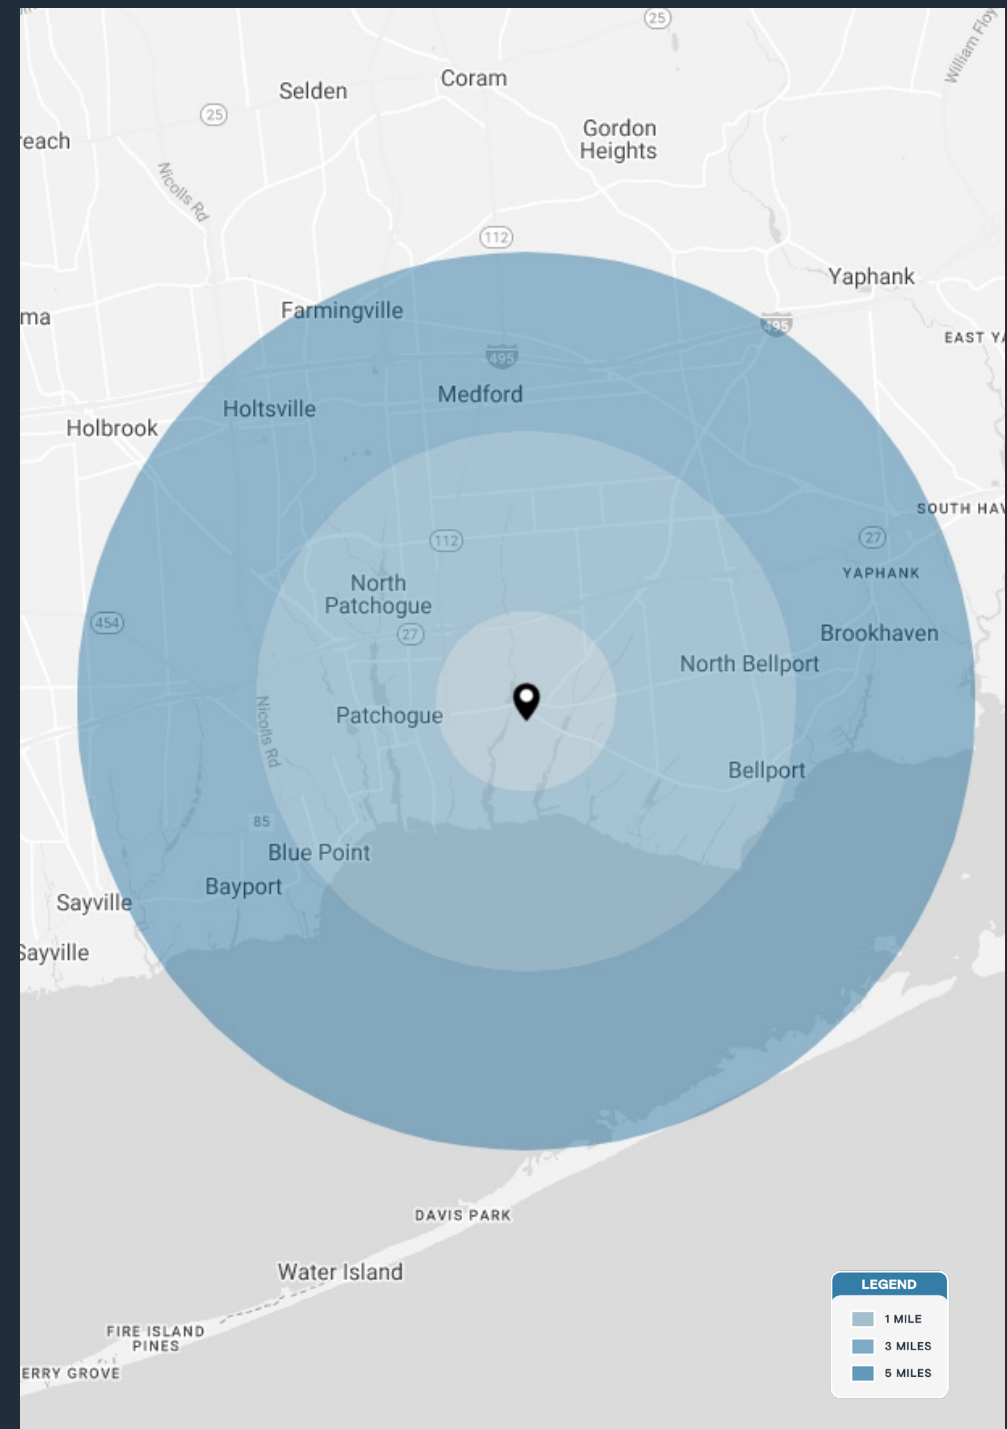 25
Coram
Selden
William Floy
25
Gordon
Heights
reach
Nicolls Rd
112
Yaphank
Farmingville
ma
495
EAST YA
495
Medford
Holtsville
Holbrook
SOUTH HAV
27
112
YAPHANK
North
Patchogue
454
27
Brookhaven
North Bellport
Patchogue
Nicolls Rd
Bellport
85
Blue Point
Bayport
Sayville
Sayville
DAVIS PARK
Water Island
LEGEND
1 MILE
3 MILES
5 MILES
FIRE ISLAND
PINES
ERRY GROVE